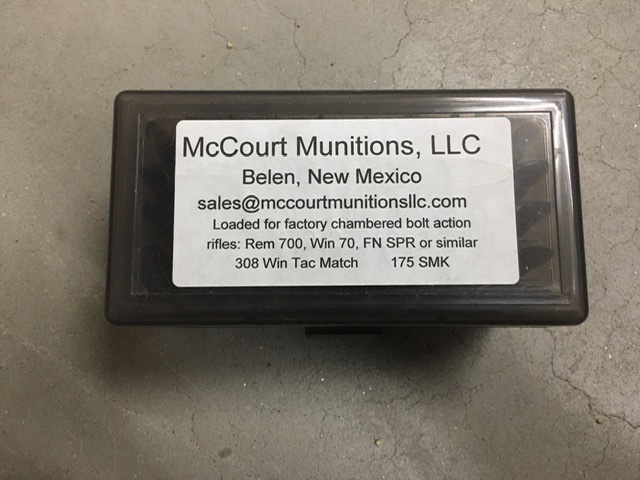 McCourt Munitions, LLC
Belen, New Mexico
sales@mccourtmunitionsllc.com
Loaded for factory chambered bolt action
rifles: Rem 700, Win 70, FN SPR or similar
308 Win Tac Match 175 SMK